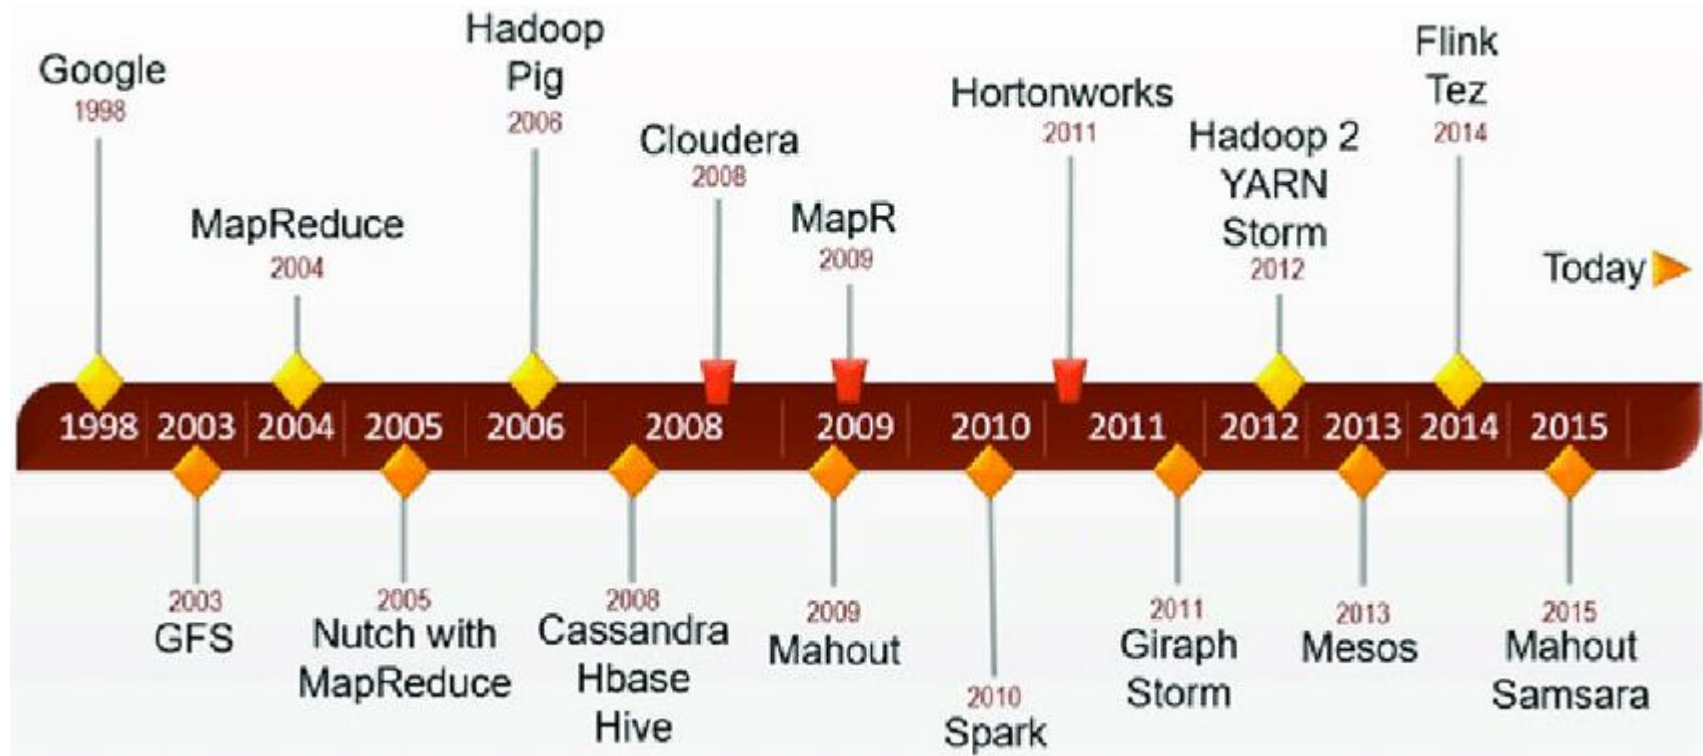 Google
1998
MapReduce
2004
Hadoop
Pig
2006
Cloudera
2008
MapR
2009
Hortonworks
2011
Hadoop 2
YARN
Storm
2012
Flink
Tez
2014
Today
1998 2003 2004 2005 2006 2008 2009 2010 2011 2012 2013 2014 2015
2003
GFS
2005
Nutch with
MapReduce
2008
Cassandra
Hbase
Hive
2009
Mahout
2010
Spark
2011
Giraph
Storm
2013
Mesos
2015
Mahout
Samsara